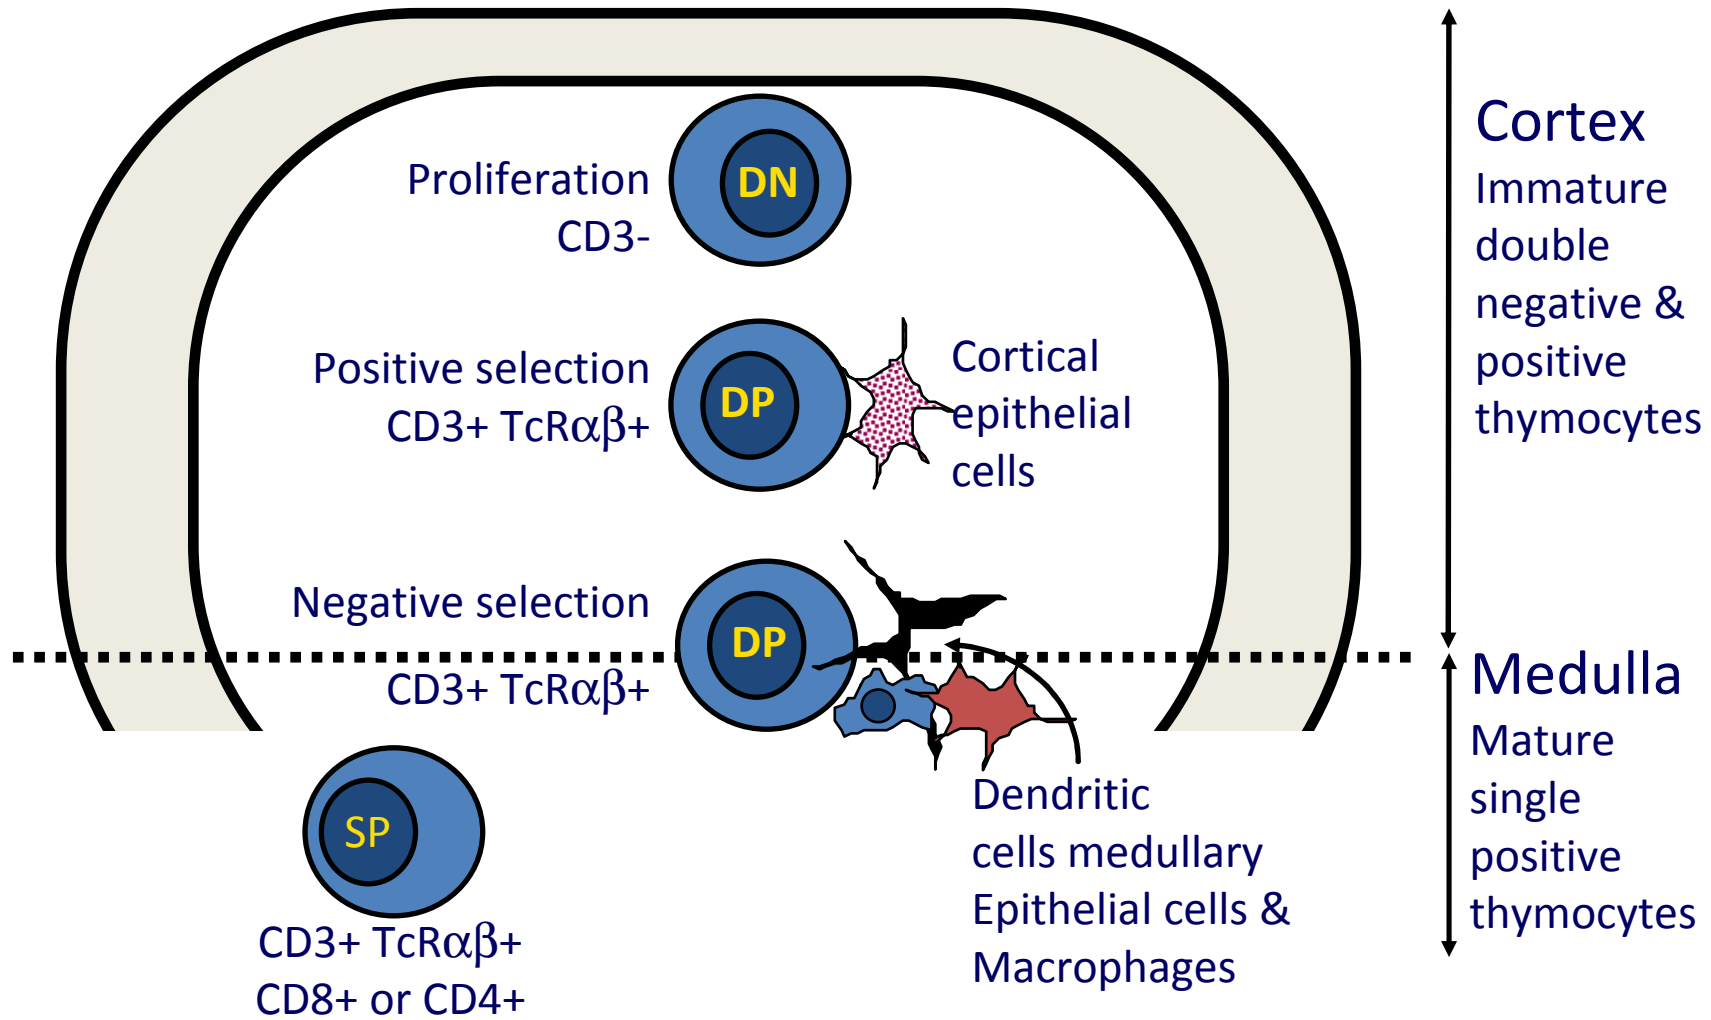 Proliferation
CD3-
DN
Positive selection
CD3+ TcRαβ+
DP
Cortical
epithelial
cells
Negative selection
CD3+ TcRαβ+
DP
Dendritic
cells medullary
Epithelial cells &
Macrophages
SP
CD3+ TcRαβ+
CD8+ or CD4+
Cortex
Immature
double
negative &
positive
thymocytes
Medulla
Mature
single
positive
thymocytes